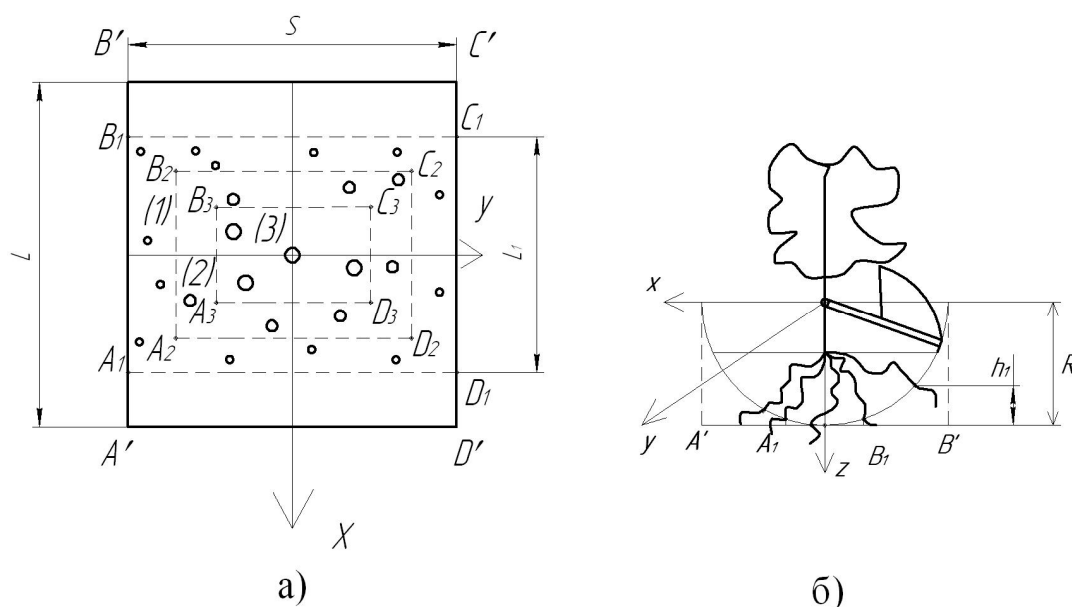 S
B' C'
B₁ C₁
B₂ C₂
(1) B₃ C₃
(3) y
L L₁
(2)
A₃ D₃
A₂ D₂
A₁ D₁
A' D'
X
а)
x
h₁ R
y A' A₁ z B₁ B'
б)